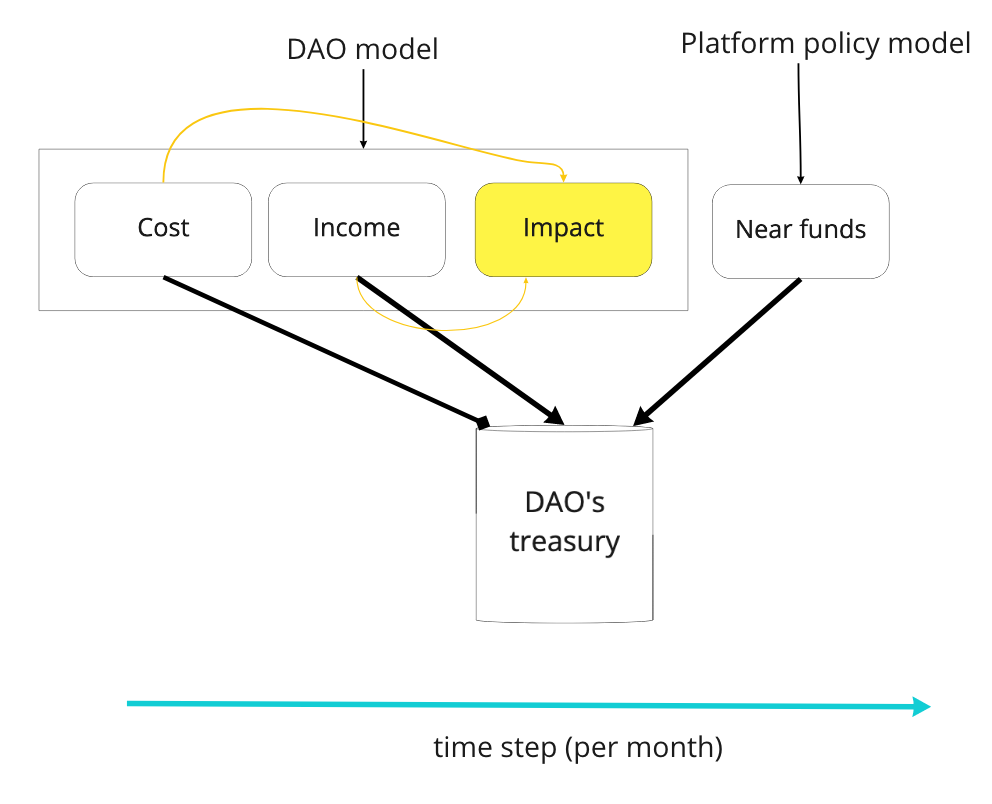 DAO model
Platform policy model
Cost
Income
Impact
Near funds
DAO's
treasury
time step (per month)